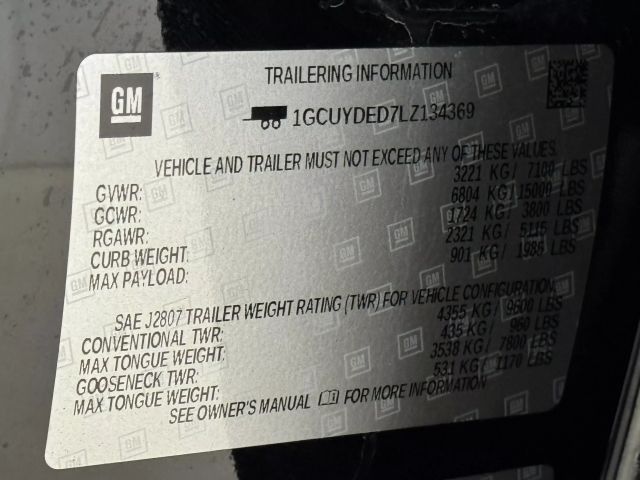 GM
TRAILERING INFORMATION
1GCUYDED7LZ134369
VEHICLE AND TRAILER MUST NOT EXCEED ANY OF THESE VALUES.
GVWR: 3221 KG / 7100 LBS
GCWR: 6804 KG / 15000 LBS
RGAWR: 1724 KG / 3800 LBS
CURB WEIGHT: 2321 KG / 5115 LBS
MAX PAYLOAD: 901 KG / 1985 LBS
SAE J2807 TRAILER WEIGHT RATING (TWR) FOR VEHICLE CONFIGURATION:
CONVENTIONAL TWR: 4355 KG / 9600 LBS
MAX TONGUE WEIGHT: 435 KG / 960 LBS
GOOSENECK TWR: 3538 KG / 7800 LBS
MAX TONGUE WEIGHT: 531 KG / 1170 LBS
SEE OWNER'S MANUAL FOR MORE INFORMATION